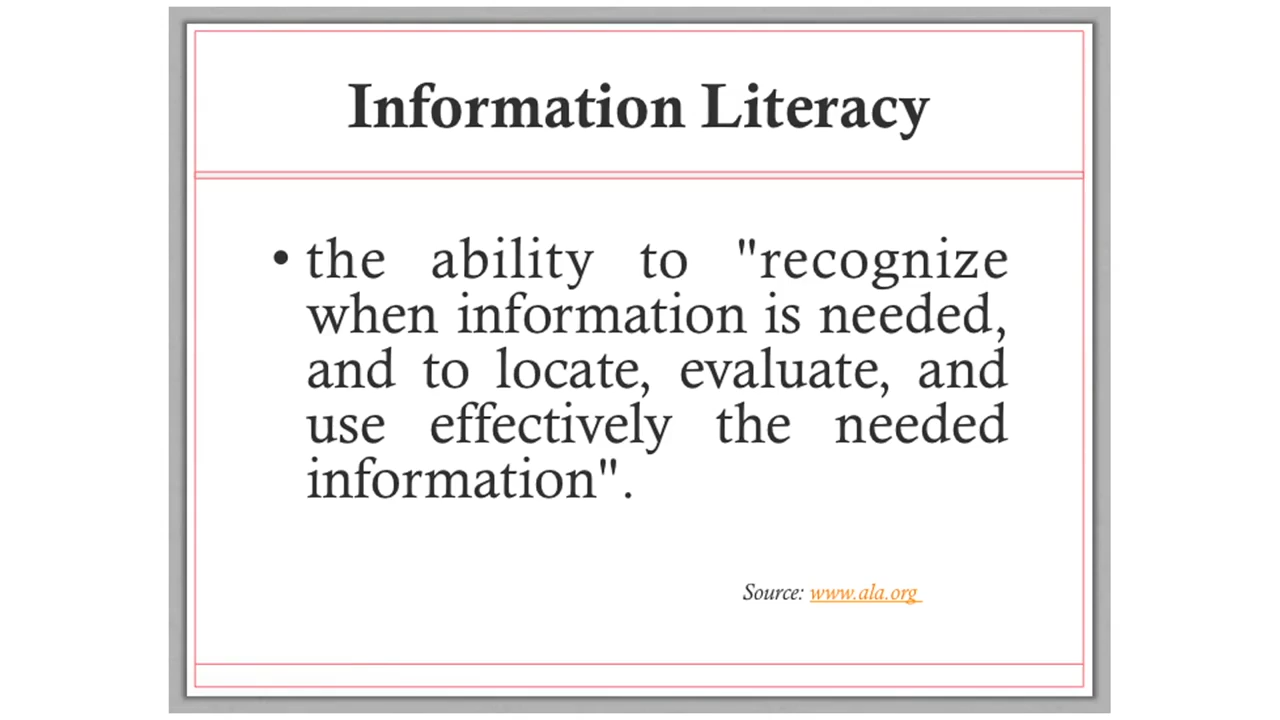 Information Literacy
• the ability to "recognize
when information is needed,
and to locate, evaluate, and
use effectively the needed
information".
Source: www.ala.org